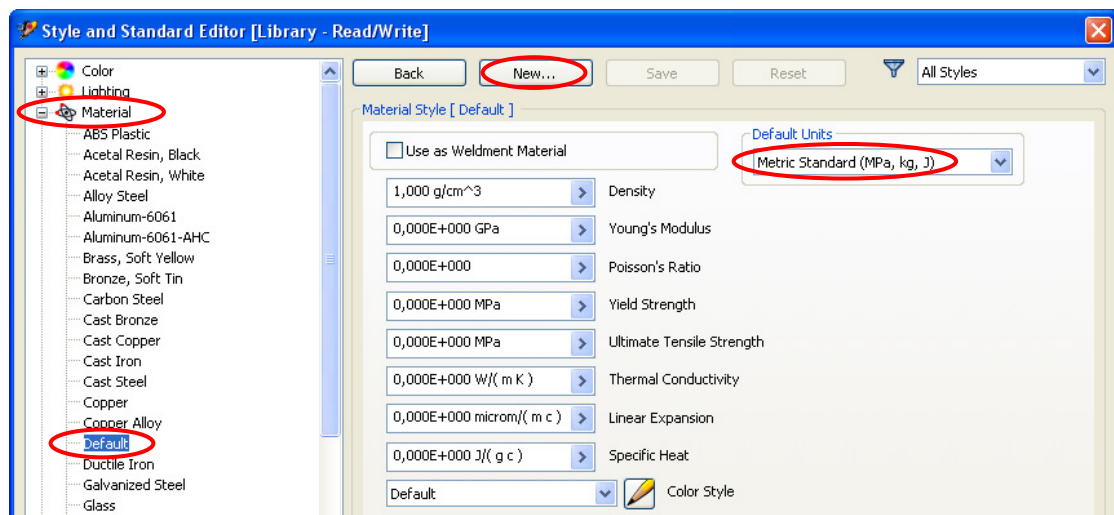 Style and Standard Editor [Library - Read/Write]
Color
Lighting
Material
ABS Plastic
Acetal Resin, Black
Acetal Resin, White
Alloy Steel
Aluminum-6061
Aluminum-6061-AHC
Brass, Soft Yellow
Bronze, Soft Tin
Carbon Steel
Cast Bronze
Cast Copper
Cast Iron
Cast Steel
Copper
Copper Alloy
Default
Ductile Iron
Galvanized Steel
Glass
Back New... Save Reset All Styles
Material Style [ Default ]
Use as Weldment Material
Default Units
Metric Standard (MPa, kg, J)
1,000 g/cm^3 Density
0,000E+000 GPa Young's Modulus
0,000E+000 Poisson's Ratio
0,000E+000 MPa Yield Strength
0,000E+000 MPa Ultimate Tensile Strength
0,000E+000 W/( m K ) Thermal Conductivity
0,000E+000 microm/( m c ) Linear Expansion
0,000E+000 J/( g c ) Specific Heat
Default Color Style